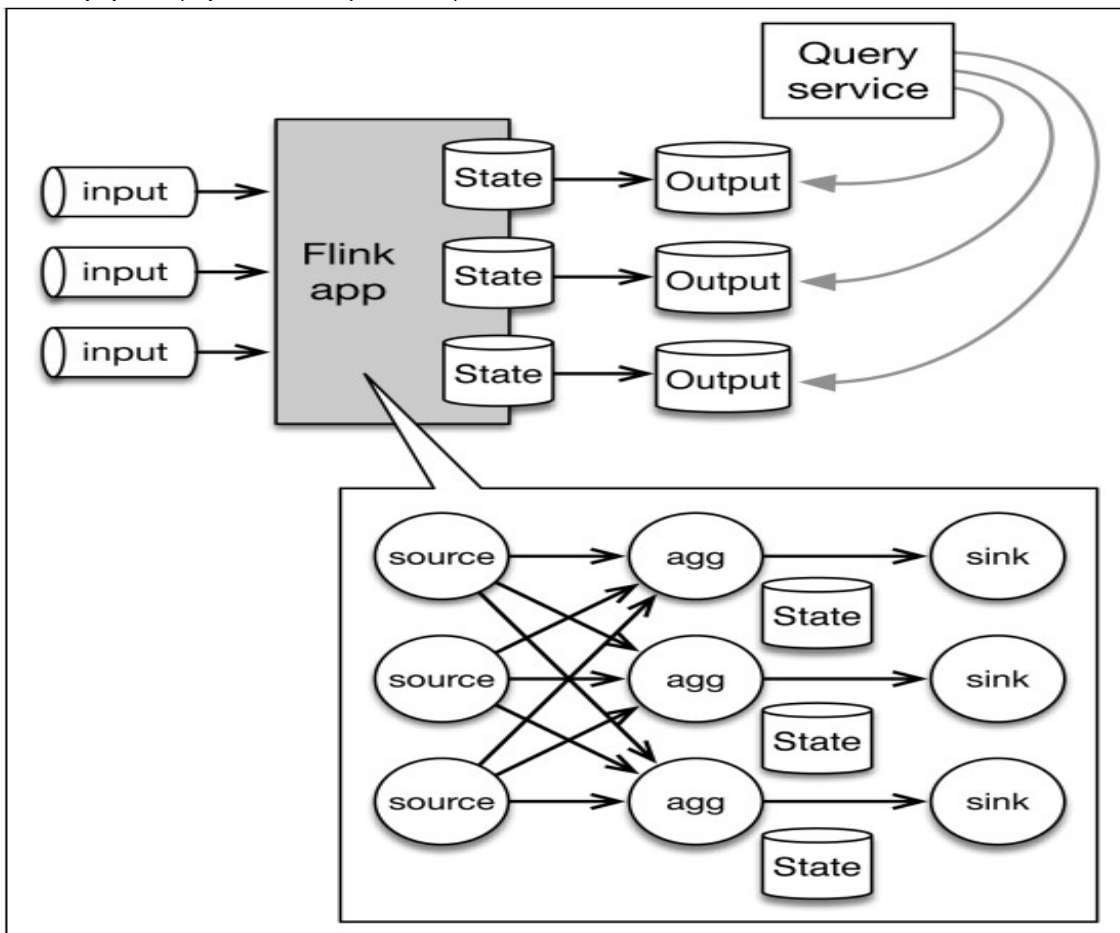 Query
service
input
State
Output
input
Flink
app
State
Output
input
State
Output
source
agg
sink
State
source
agg
sink
State
source
agg
sink
State